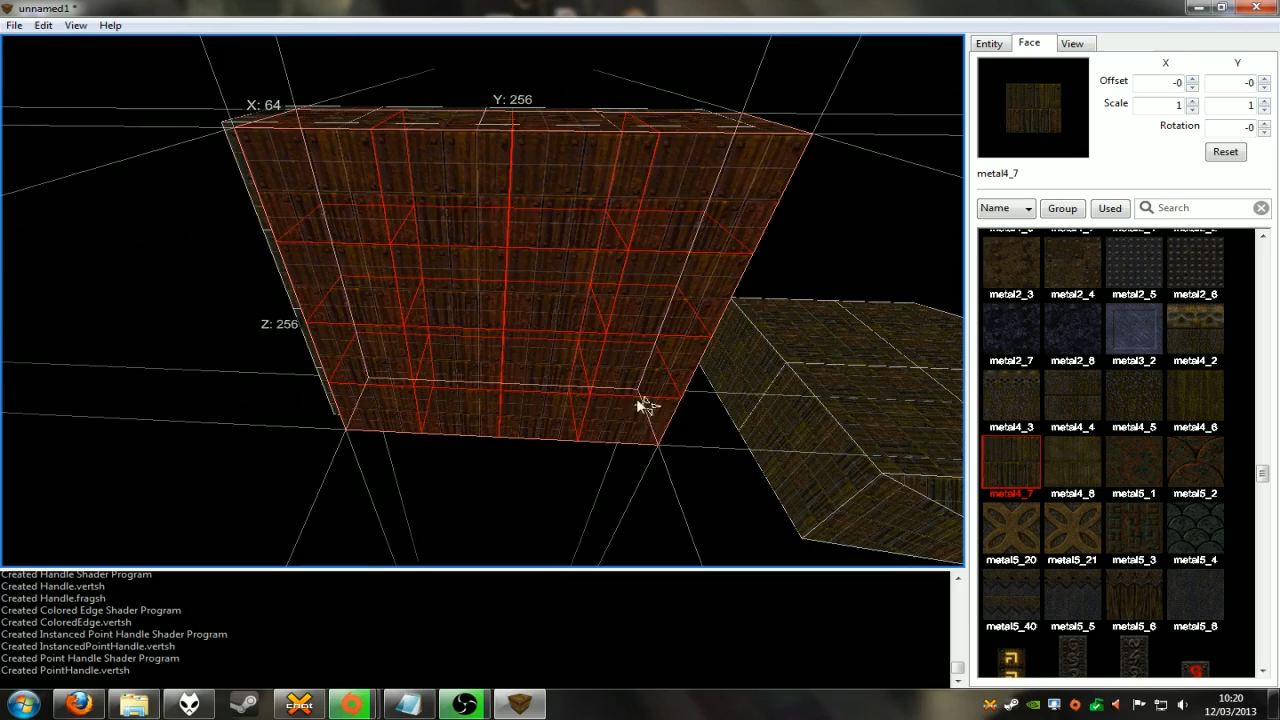 unnamed1 *
File Edit View Help
X: 64
Y: 256
Z: 256
Created Handle Shader Program
Created Handle.vertsh
Created Handle.fragsh
Created Colored Edge Shader Program
Created ColoredEdge.vertsh
Created Instanced Point Handle Shader Program
Created InstancedPointHandle.vertsh
Created Point Handle Shader Program
Created PointHandle.vertsh
Entity Face View
X Y
Offset -0 -0
Scale 1 1
Rotation -0
Reset
metal4_7
Name Group Used Search
metal2_3 metal2_4 metal2_5 metal2_6
metal2_7 metal2_8 metal3_2 metal4_2
metal4_3 metal4_4 metal4_5 metal4_6
metal4_7 metal4_8 metal5_1 metal5_2
metal5_20 metal5_21 metal5_3 metal5_4
metal5_40 metal5_5 metal5_6 metal5_8
10:20
12/03/2013